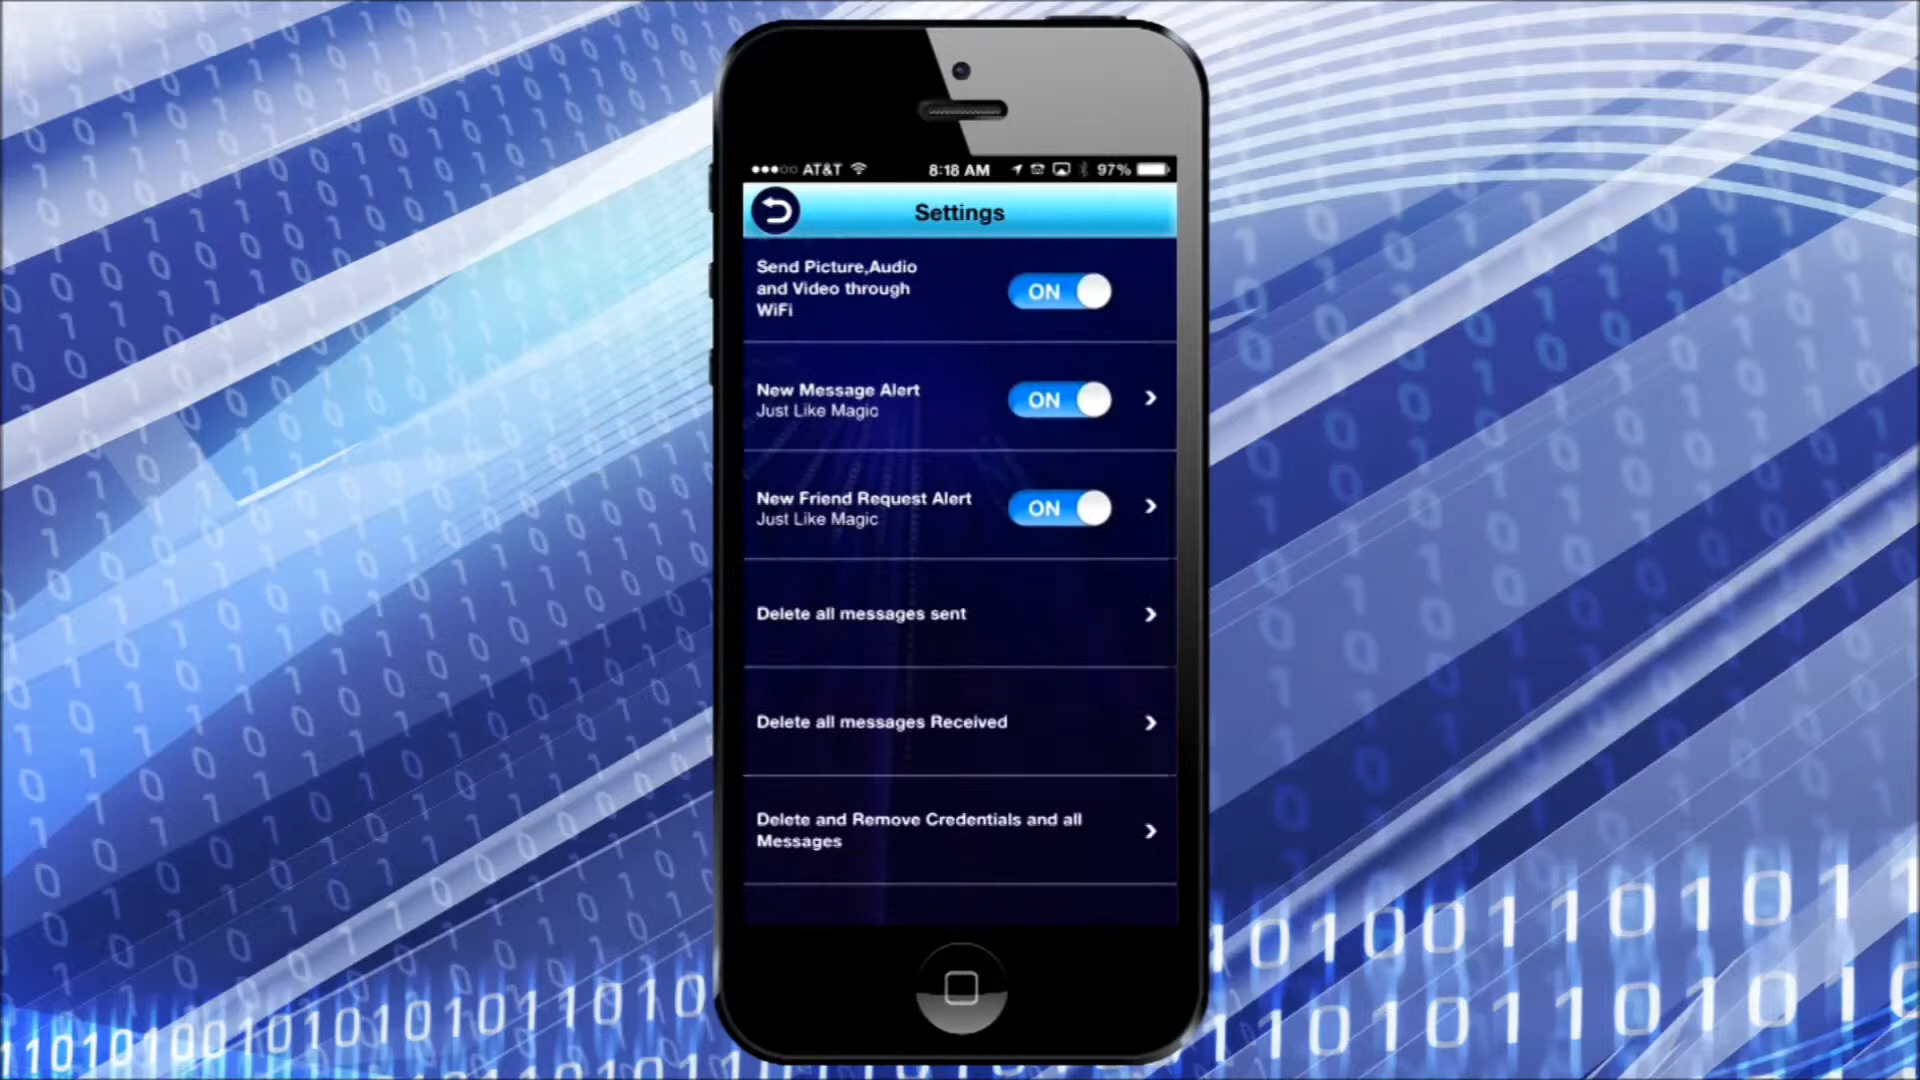 AT&T 8:18 AM 97%
Settings
Send Picture,Audio
and Video through
WiFi
ON
New Message Alert
Just Like Magic
ON
New Friend Request Alert
Just Like Magic
ON
Delete all messages sent
Delete all messages Received
Delete and Remove Credentials and all
Messages